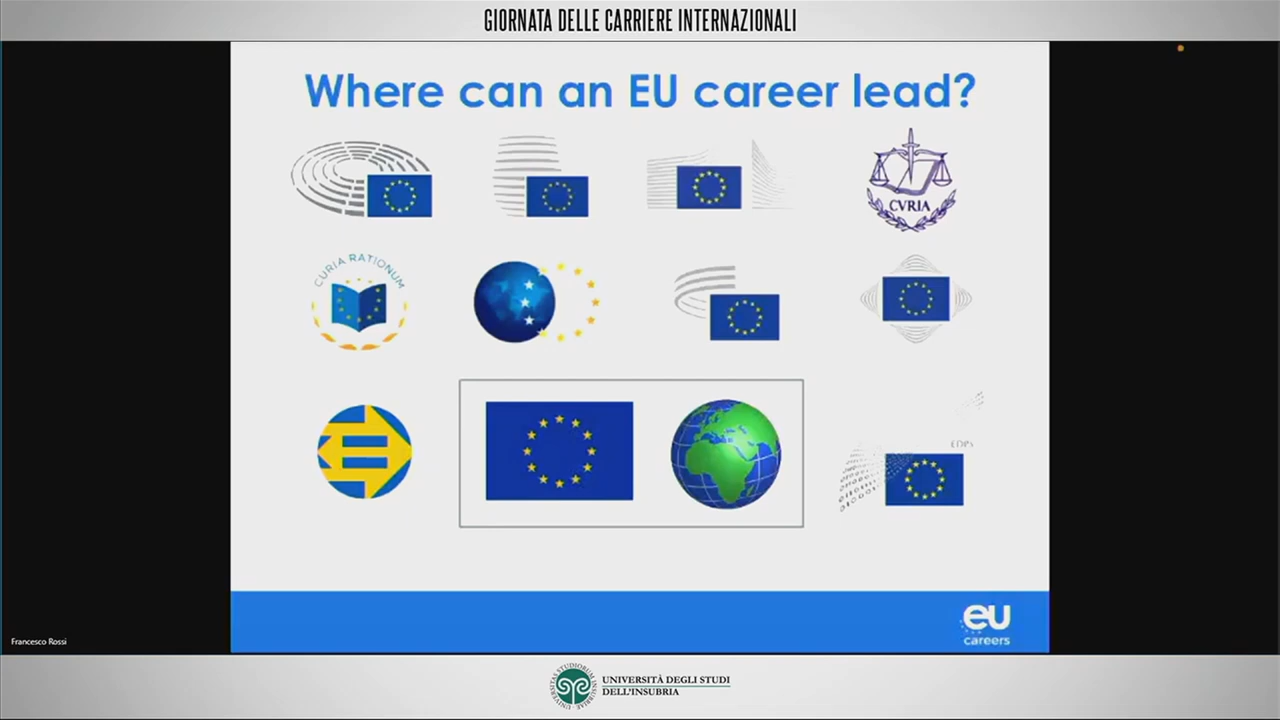 GIORNATA DELLE CARRIERE INTERNAZIONALI
Where can an EU career lead?
CVRIA
CURIA RATIONUM
EDPS
eu
careers
Francesco Rossi
UNIVERSITÀ DEGLI STUDI
DELL'INSUBRIA